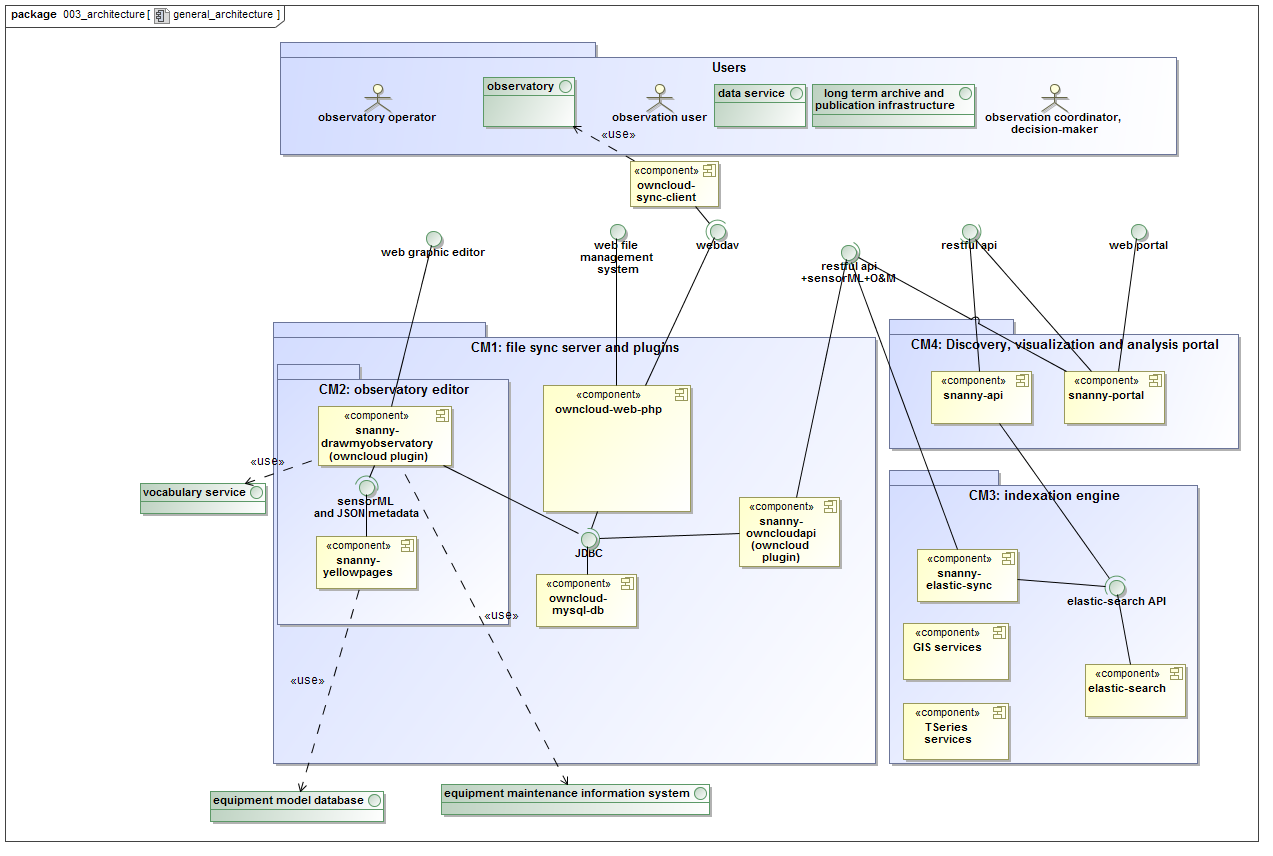 package 003_architecture [ general_architecture ]
Users
observatory operator
observatory
observation user
data service
long term archive and
publication infrastructure
observation coordinator,
decision-maker
«use»
«component»
owncloud-
sync-client
web graphic editor
web file
management
system
webdav
restful api
+sensorML+O&M
restful api
web portal
CM1: file sync server and plugins
CM2: observatory editor
«component»
snanny-
drawmyobservatory
(owncloud plugin)
«use»
vocabulary service
sensorML
and JSON metadata
«component»
snanny-
yellowpages
«component»
owncloud-web-php
JDBC
«component»
owncloud-
mysql-db
«component»
snanny-
owncloudapi
(owncloud
plugin)
«use»
«use»
equipment model database
equipment maintenance information system
CM4: Discovery, visualization and analysis portal
«component»
snanny-api
«component»
snanny-portal
CM3: indexation engine
«component»
snanny-
elastic-sync
elastic-search API
«component»
GIS services
«component»
elastic-search
«component»
TSeries
services